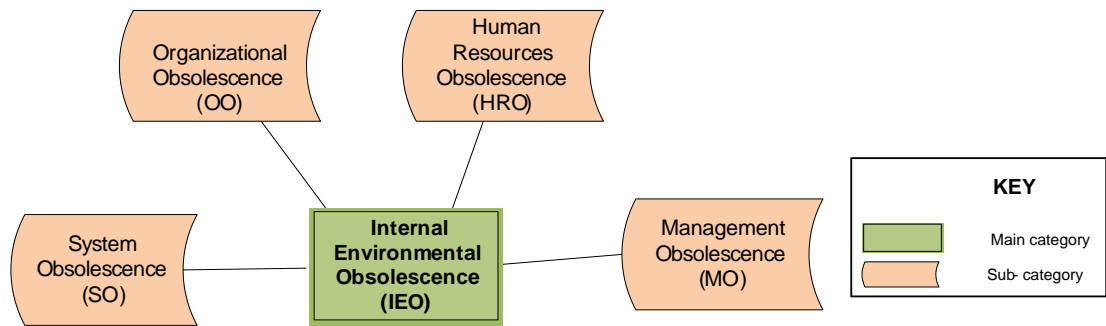 Organizational
Obsolescence
(OO)
Human
Resources
Obsolescence
(HRO)
System
Obsolescence
(SO)
Internal
Environmental
Obsolescence
(IEO)
Management
Obsolescence
(MO)
KEY
Main category
Sub- category